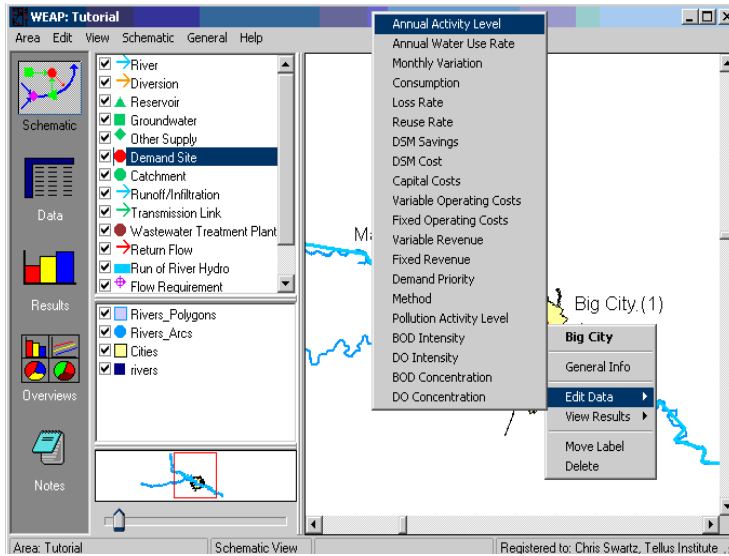 WEAP: Tutorial
Area Edit View Schematic General Help
Schematic
Data
Results
Overviews
Notes
River
Diversion
Reservoir
Groundwater
Other Supply
Demand Site
Catchment
Runoff/Infiltration
Transmission Link
Wastewater Treatment Plant
Return Flow
Run of River Hydro
Flow Requirement
Rivers_Polygons
Rivers_Arcs
Cities
rivers
Annual Activity Level
Annual Water Use Rate
Monthly Variation
Consumption
Loss Rate
Reuse Rate
DSM Savings
DSM Cost
Capital Costs
Variable Operating Costs
Fixed Operating Costs
Variable Revenue
Fixed Revenue
Demand Priority
Method
Pollution Activity Level
BOD Intensity
DO Intensity
BOD Concentration
DO Concentration
Ma
Big City.(1)
Big City
General Info
Edit Data
View Results
Move Label
Delete
Area: Tutorial
Schematic View
Registered to: Chris Swartz, Tellus Institute